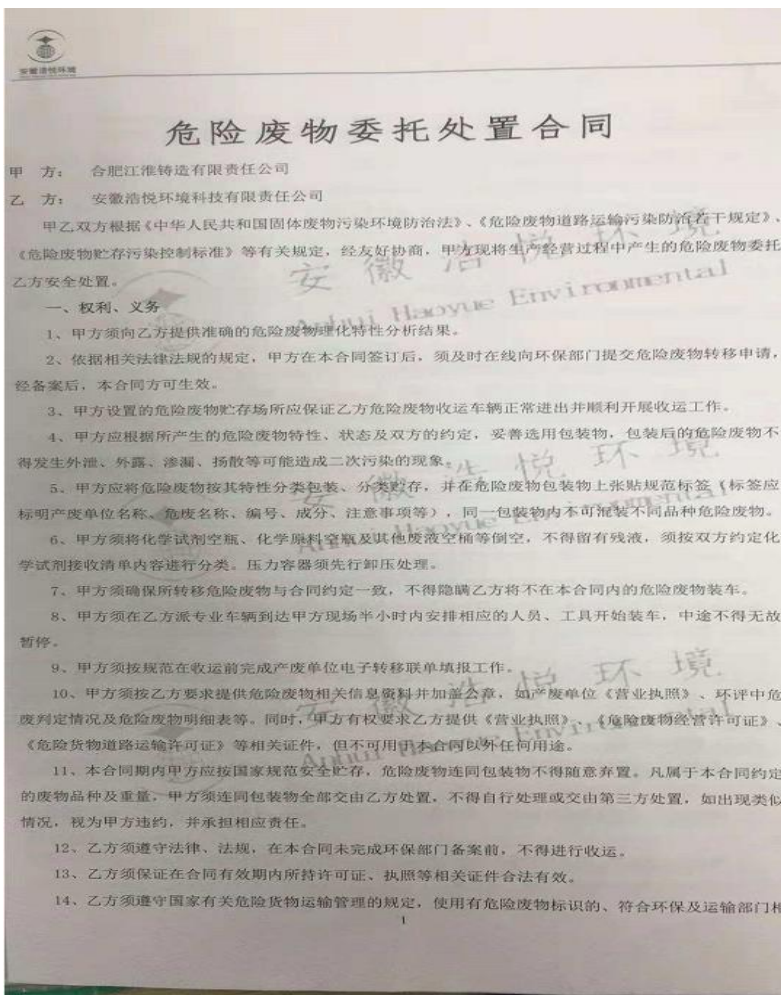 安徽浩悦环境
危险废物委托处置合同
甲 方: 合肥江淮铸造有限责任公司
乙 方: 安徽浩悦环境科技有限责任公司
甲乙双方根据《中华人民共和国固体废物污染环境防治法》、《危险废物道路运输污染防治若干规定》、
《危险废物贮存污染控制标准》等有关规定,经友好协商,甲方现将生产经营过程中产生的危险废物委托
乙方安全处置。
一、权利、义务
1、甲方须向乙方提供准确的危险废物理化特性分析结果。
2、依据相关法律法规的规定,甲方在本合同签订后,须及时在线向环保部门提交危险废物转移申请,
经备案后,本合同方可生效。
3、甲方设置的危险废物贮存场所应保证乙方危险废物收运车辆正常进出并顺利开展收运工作。
4、甲方应根据所产生的危险废物特性、状态及双方的约定,妥善选用包装物,包装后的危险废物不
得发生外泄、外露、渗漏、扬散等可能造成二次污染的现象。
5、甲方应将危险废物按其特性分类包装、分类贮存,并在危险废物包装物上张贴规范标签(标签应
标明产废单位名称、危废名称、编号、成分、注意事项等),同一包装物内不可混装不同品种危险废物。
6、甲方须将化学试剂空瓶、化学原料空瓶及其他废液空桶等倒空,不得留有残液,须按双方约定化
学试剂接收清单内容进行分类。压力容器须先行卸压处理。
7、甲方须确保所转移危险废物与合同约定一致,不得隐瞒乙方将不在本合同内的危险废物装车。
8、甲方须在乙方派专业车辆到达甲方现场半小时内安排相应的人员、工具开始装车,中途不得无故
暂停。
9、甲方须按规范在收运前完成产废单位电子转移联单填报工作。
10、甲方须按乙方要求提供危险废物相关信息资料并加盖公章,如产废单位《营业执照》、环评中危
废判定情况及危险废物明细表等。同时,甲方有权要求乙方提供《营业执照》、《危险废物经营许可证》、
《危险货物道路运输许可证》等相关证件,但不可用于本合同以外任何用途。
11、本合同期内甲方应按国家规范安全贮存,危险废物连同包装物不得随意弃置。凡属于本合同约定
的废物品种及重量,甲方须连同包装物全部交由乙方处置,不得自行处理或交由第三方处置,如出现类似
情况,视为甲方违约,并承担相应责任。
12、乙方须遵守法律、法规,在本合同未完成环保部门备案前,不得进行收运。
13、乙方须保证在合同有效期内所持许可证、执照等相关证件合法有效。
14、乙方须遵守国家有关危险货物运输管理的规定,使用有危险废物标识的、符合环保及运输部门相
1
安徽浩悦环境
Anhui Haoyue Environmental
安徽浩悦环境
Anhui Haoyue Environmental
安徽浩悦环境
Anhui Haoyue Environmental